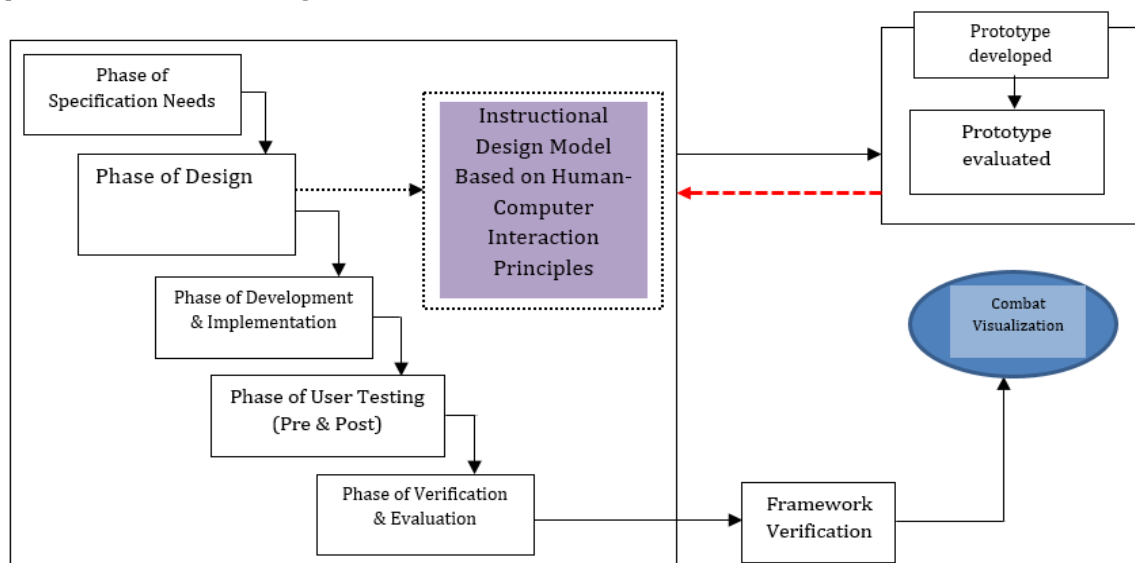 Phase of
Specification Needs
Phase of Design
Phase of Development
& Implementation
Phase of User Testing
(Pre & Post)
Phase of Verification
& Evaluation
Instructional
Design Model
Based on Human-
Computer
Interaction
Principles
Prototype
developed
Prototype
evaluated
Combat
Visualization
Framework
Verification